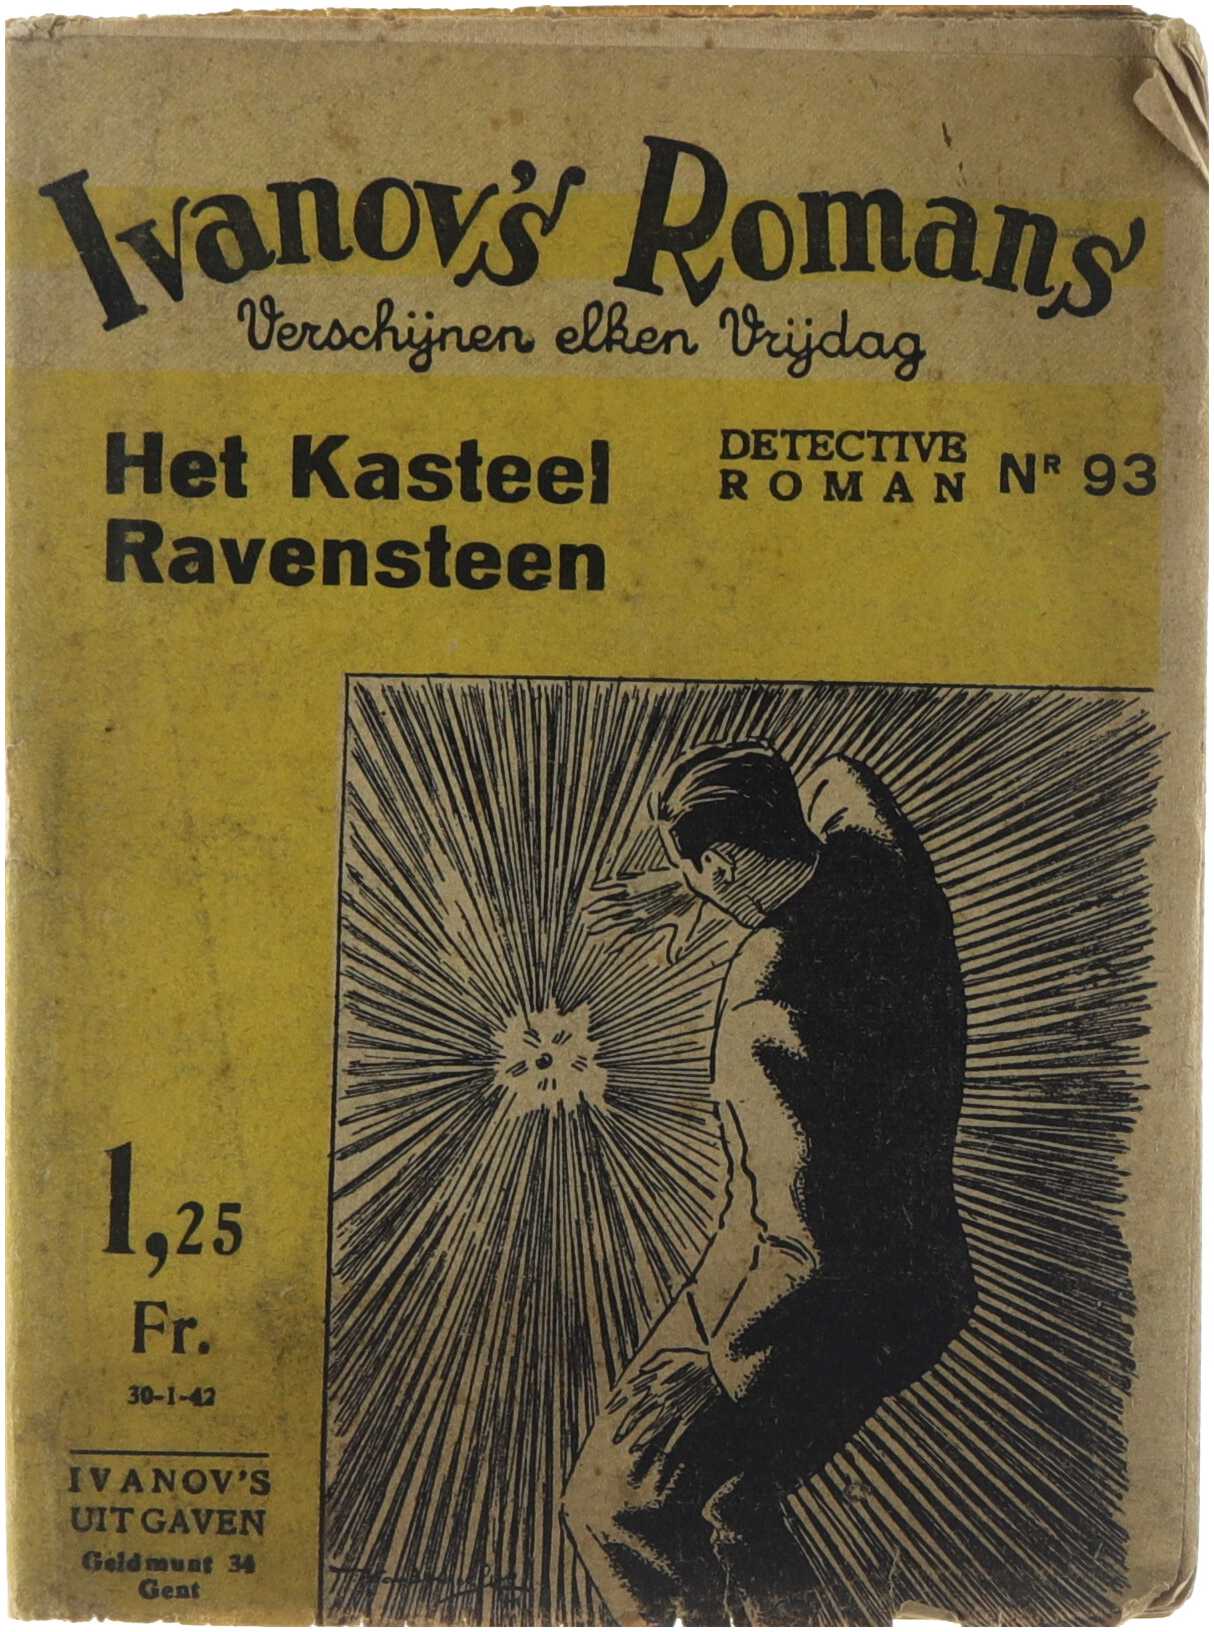 Ivanov's Romans
Verschijnen elken Vrijdag
Het Kasteel
Ravensteen
DETECTIVE
ROMAN
Nʀ 93
1,25
Fr.
30-1-42
IVANOV'S
UITGAVEN
Geldmunt 34
Gent